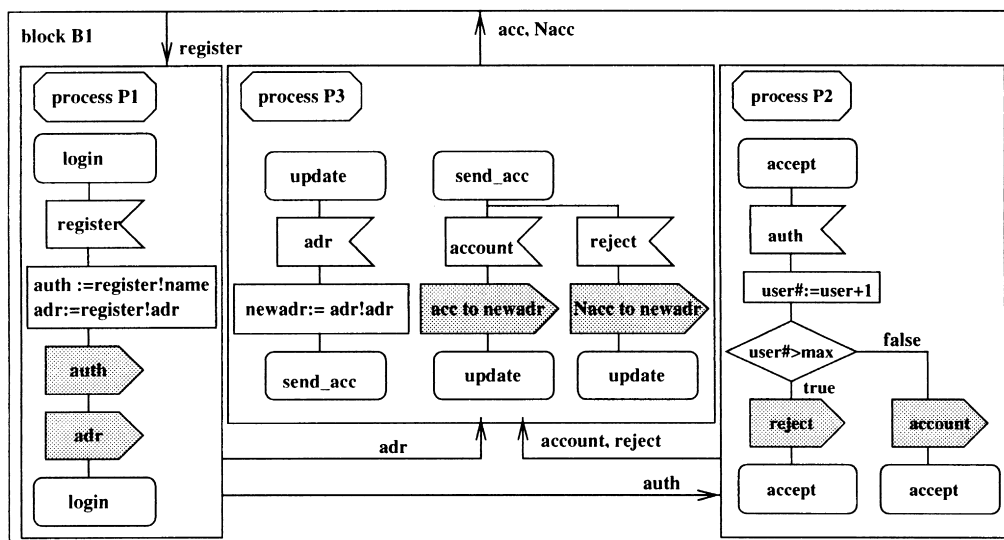 block B1
register
acc, Nacc
process P1
login
register
auth :=register!name
adr:=register!adr
auth
adr
login
process P3
update
adr
newadr:= adr!adr
send_acc
send_acc
account
reject
acc to newadr
Nacc to newadr
update
update
process P2
accept
auth
user#:=user+1
user#>max
false
true
reject
account
accept
accept
adr
account, reject
auth